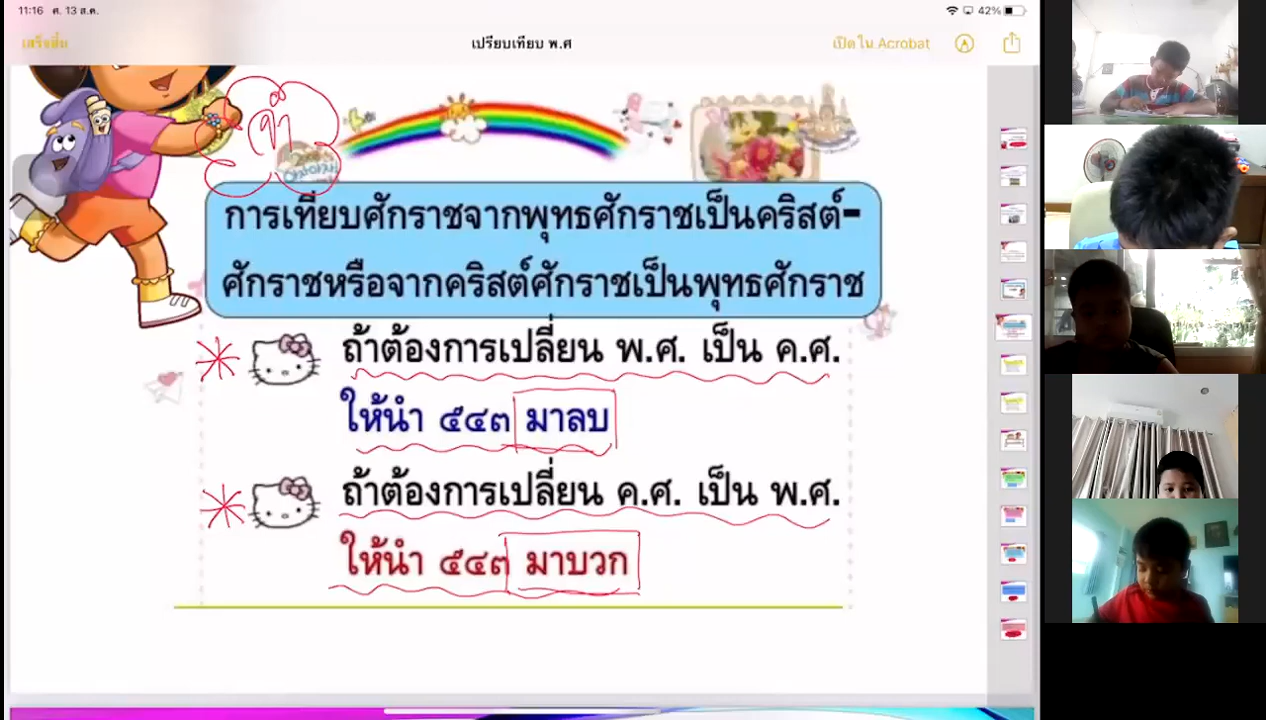 11:16 ศ. 13 ส.ค.
42%
เสร็จสิ้น
เปรียบเทียบ พ.ศ
เปิดใน Acrobat
การเทียบศักราชจากพุทธศักราชเป็นคริสต์-
ศักราชหรือจากคริสต์ศักราชเป็นพุทธศักราช
ถ้าต้องการเปลี่ยน พ.ศ. เป็น ค.ศ.
ให้นำ ๕๔๓ มาลบ
ถ้าต้องการเปลี่ยน ค.ศ. เป็น พ.ศ.
ให้นำ ๕๔๓ มาบวก